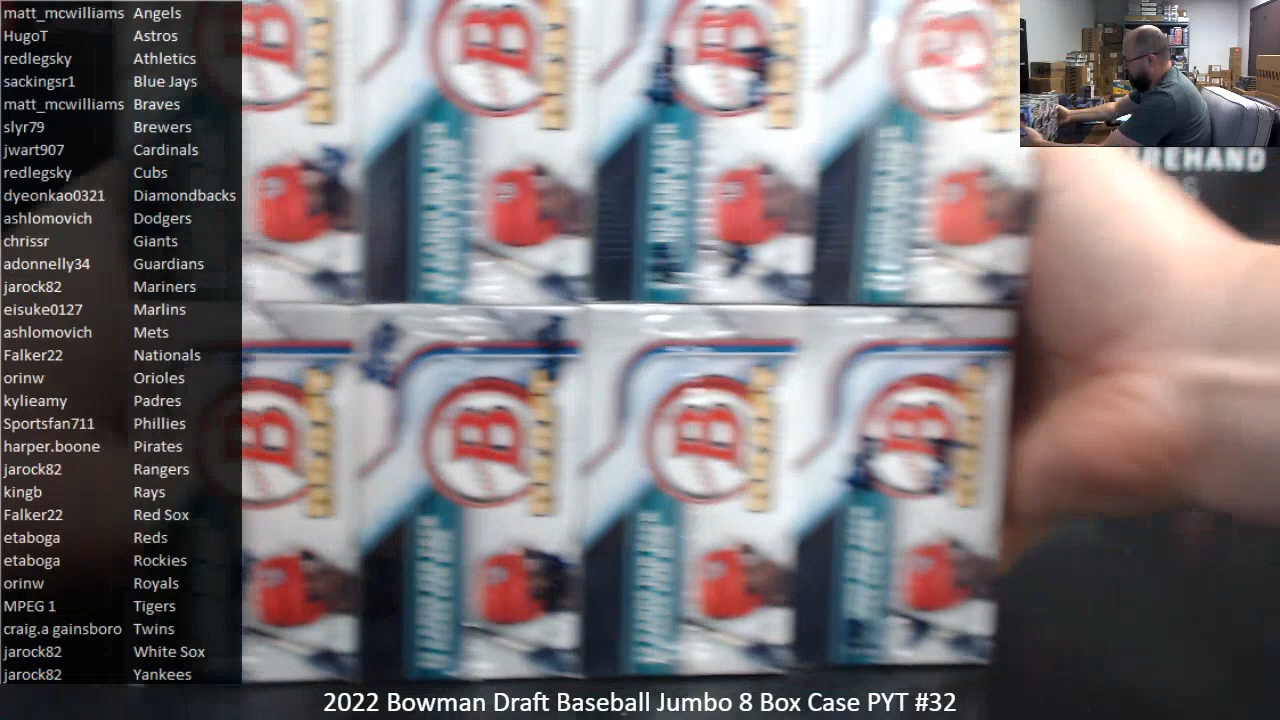 matt_mcwilliams Angels
HugoT Astros
redlegsky Athletics
sackingsr1 Blue Jays
matt_mcwilliams Braves
slyr79 Brewers
jwart907 Cardinals
redlegsky Cubs
dyeonkao0321 Diamondbacks
ashlomovich Dodgers
chrissr Giants
adonnelly34 Guardians
jarock82 Mariners
eisuke0127 Marlins
ashlomovich Mets
Falker22 Nationals
orinw Orioles
kylieamy Padres
Sportsfan711 Phillies
harper.boone Pirates
jarock82 Rangers
kingb Rays
Falker22 Red Sox
etaboga Reds
etaboga Rockies
orinw Royals
MPEG 1 Tigers
craig.a gainsboro Twins
jarock82 White Sox
jarock82 Yankees
B B B B
B B B B
2022 Bowman Draft Baseball Jumbo 8 Box Case PYT #32